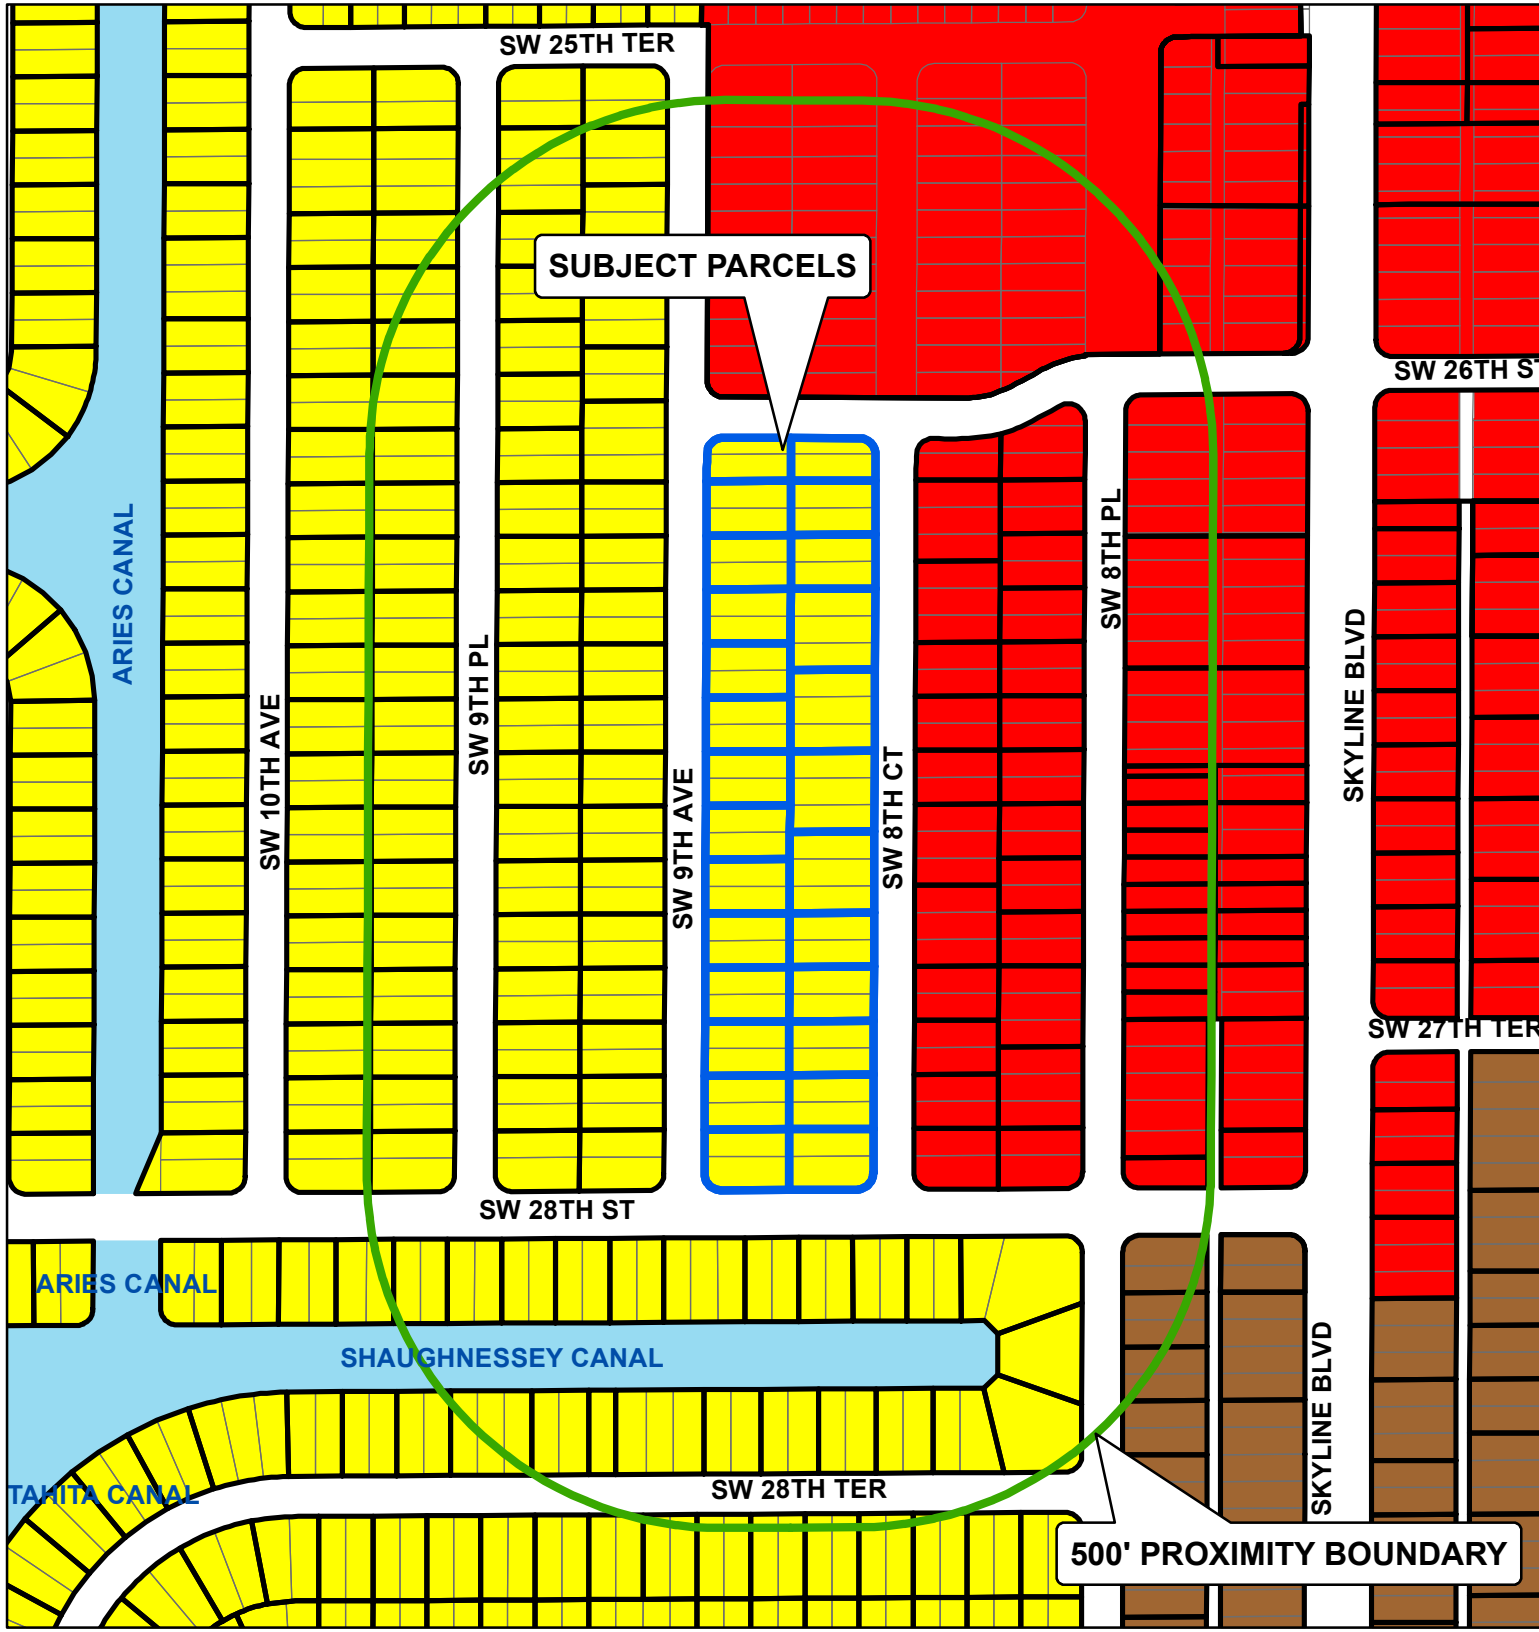 SW 25TH TER
SUBJECT PARCELS
SW 26TH ST
ARIES CANAL
SW 10TH AVE
SW 9TH PL
SW 9TH AVE
SW 8TH CT
SW 8TH PL
SKYLINE BLVD
SW 27TH TER
SW 28TH ST
ARIES CANAL
SHAUGHNESSEY CANAL
SKYLINE BLVD
TAHITA CANAL
SW 28TH TER
500' PROXIMITY BOUNDARY